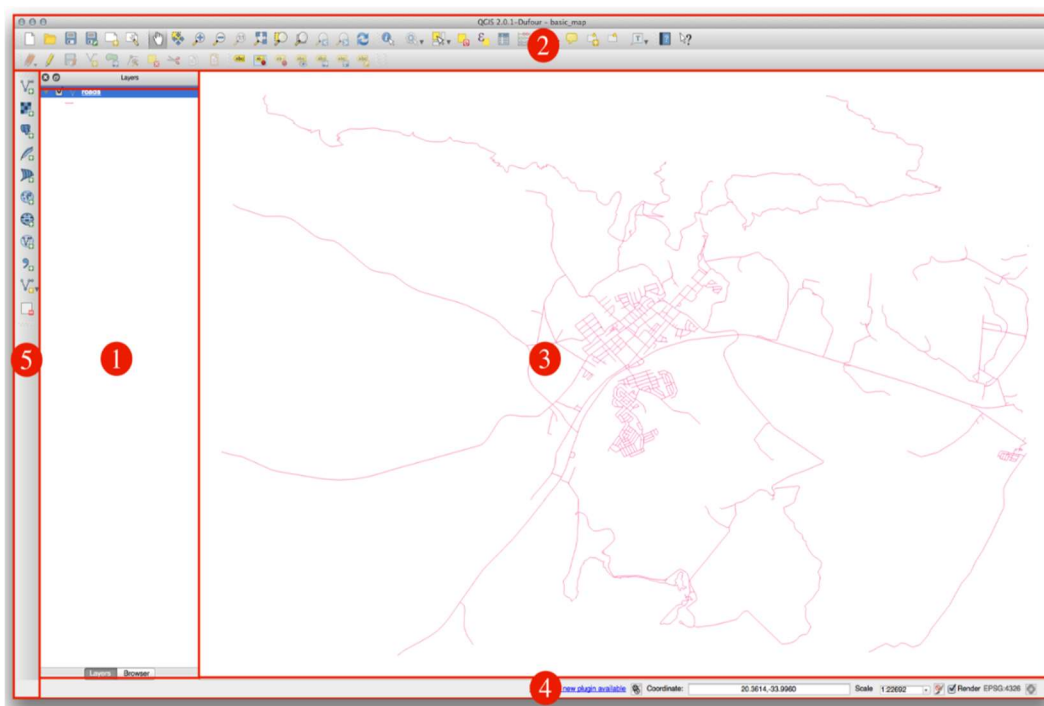 QGIS 2.0.1-Dufour - basic_map
2
Layers
roads
1
3
5
Layers Browser
4
new plugin available Coordinate: 20.3614,-33.9960 Scale 1:22692 Render EPSG:4326